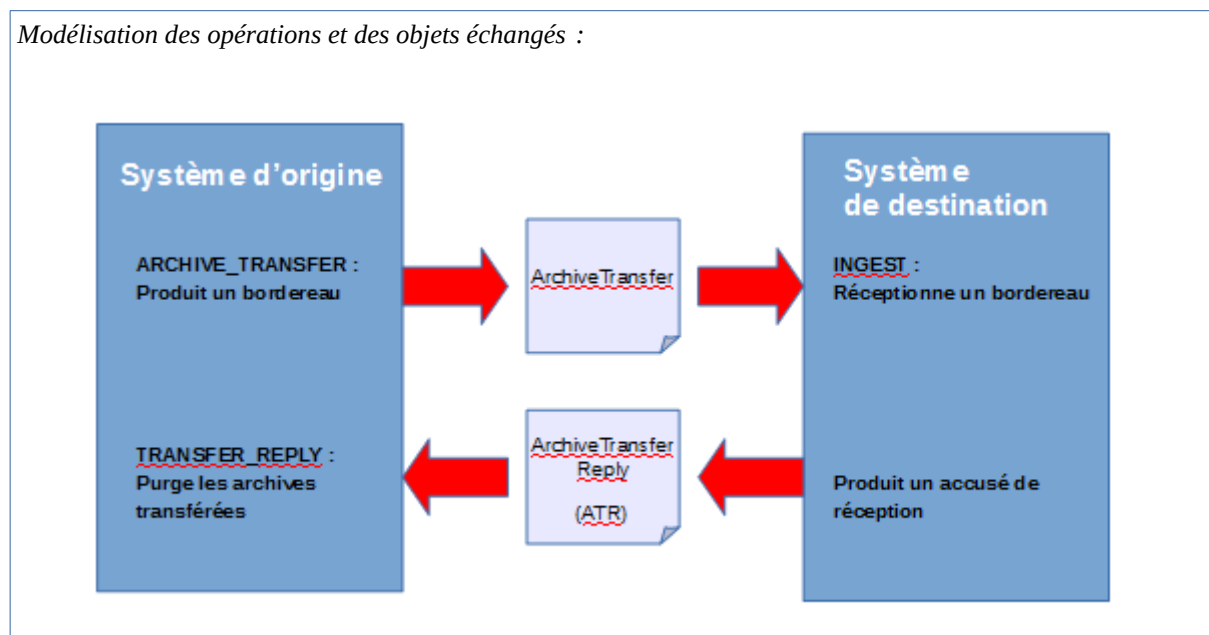 Modélisation des opérations et des objets échangés :
Système d'origine
ARCHIVE_TRANSFER :
Produit un bordereau
TRANSFER_REPLY :
Purge les archives
transférées
ArchiveTransfer
ArchiveTransfer
Reply
(ATR)
Système
de destination
INGEST :
Réceptionne un bordereau
Produit un accusé de
réception